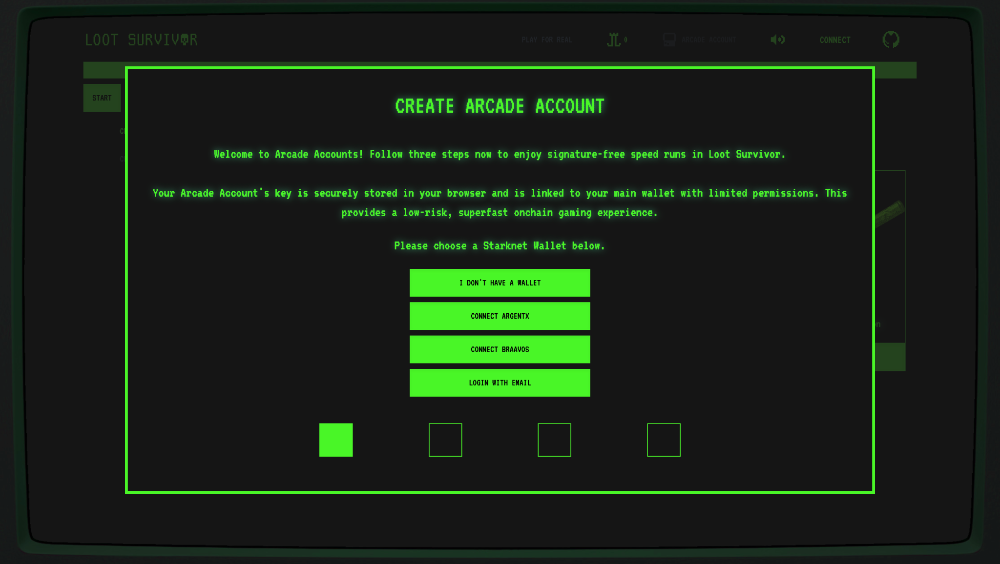 LOOT SURVIVOR
PLAY FOR REAL
0
ARCADE ACCOUNT
CONNECT
START
CREATE ARCADE ACCOUNT
Welcome to Arcade Accounts! Follow three steps now to enjoy signature-free speed runs in Loot Survivor.
Your Arcade Account's key is securely stored in your browser and is linked to your main wallet with limited permissions. This
provides a low-risk, superfast onchain gaming experience.
Please choose a Starknet Wallet below.
I DON'T HAVE A WALLET
CONNECT ARGENTX
CONNECT BRAAVOS
LOGIN WITH EMAIL